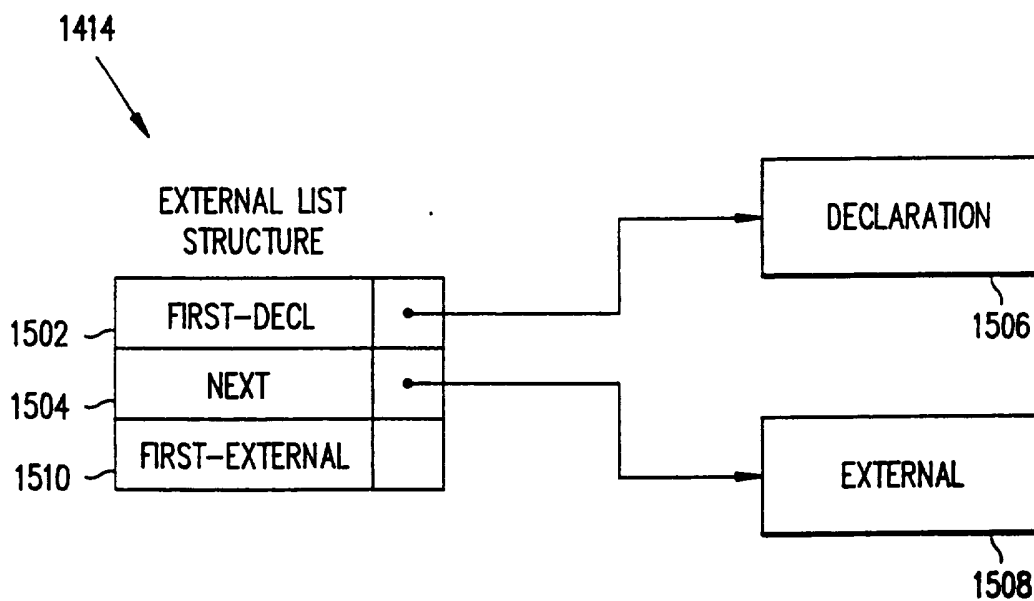 1414
EXTERNAL LIST
STRUCTURE
DECLARATION
1502
FIRST-DECL
1506
1504
NEXT
1510
FIRST-EXTERNAL
EXTERNAL
1508